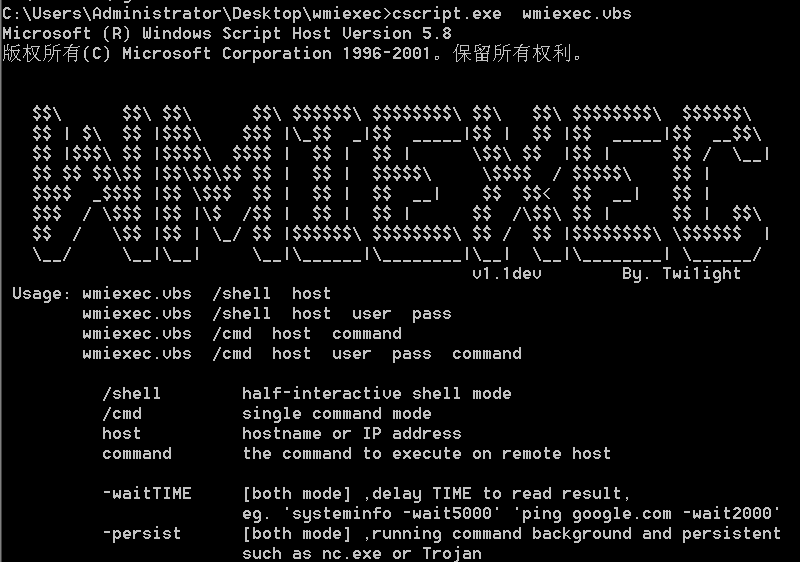 C:\Users\Administrator\Desktop\wmiexec>cscript.exe  wmiexec.vbs
Microsoft (R) Windows Script Host Version 5.8
版权所有(C) Microsoft Corporation 1996-2001。保留所有权利。
WMIEXEC
v1.1dev          By. Twi1ight
Usage: wmiexec.vbs  /shell  host
wmiexec.vbs  /shell  host  user  pass
wmiexec.vbs  /cmd  host  command
wmiexec.vbs  /cmd  host  user  pass  command
/shell          half-interactive shell mode
/cmd            single command mode
host            hostname or IP address
command         the command to execute on remote host
-waitTIME       [both mode] ,delay TIME to read result,
eg. 'systeminfo -wait5000' 'ping google.com -wait2000'
-persist        [both mode] ,running command background and persistent
such as nc.exe or Trojan